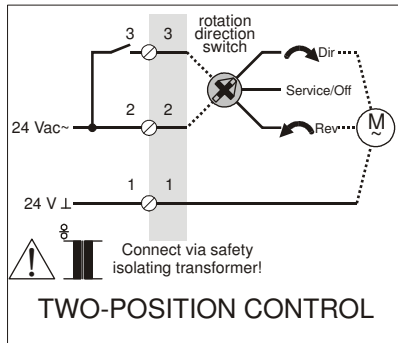 rotation
direction
switch
3 3
Dir
Service/Off
2 2
24 Vac~
Rev
M
~
1 1
24 V ⊥
Connect via safety
isolating transformer!
TWO-POSITION CONTROL